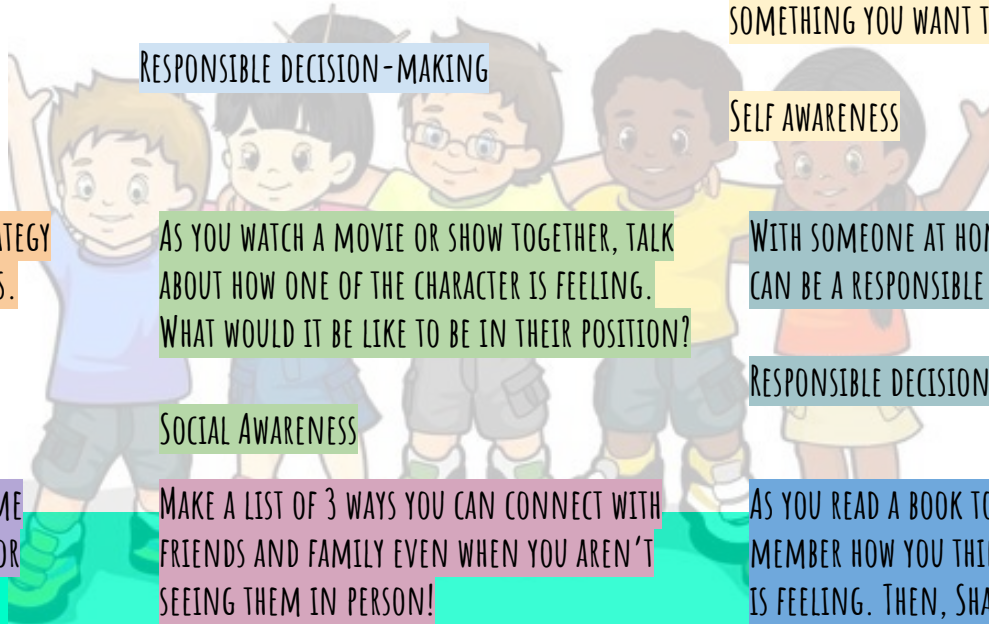 SOMETHING YOU WANT T
RESPONSIBLE DECISION-MAKING
SELF AWARENESS
ATEGY
S.
AS YOU WATCH A MOVIE OR SHOW TOGETHER, TALK
ABOUT HOW ONE OF THE CHARACTER IS FEELING.
WHAT WOULD IT BE LIKE TO BE IN THEIR POSITION?
SOCIAL AWARENESS
WITH SOMEONE AT HOM
CAN BE A RESPONSIBLE
RESPONSIBLE DECISION
ME
OR
MAKE A LIST OF 3 WAYS YOU CAN CONNECT WITH
FRIENDS AND FAMILY EVEN WHEN YOU AREN'T
SEEING THEM IN PERSON!
AS YOU READ A BOOK TO
MEMBER HOW YOU THI
IS FEELING. THEN, SHA